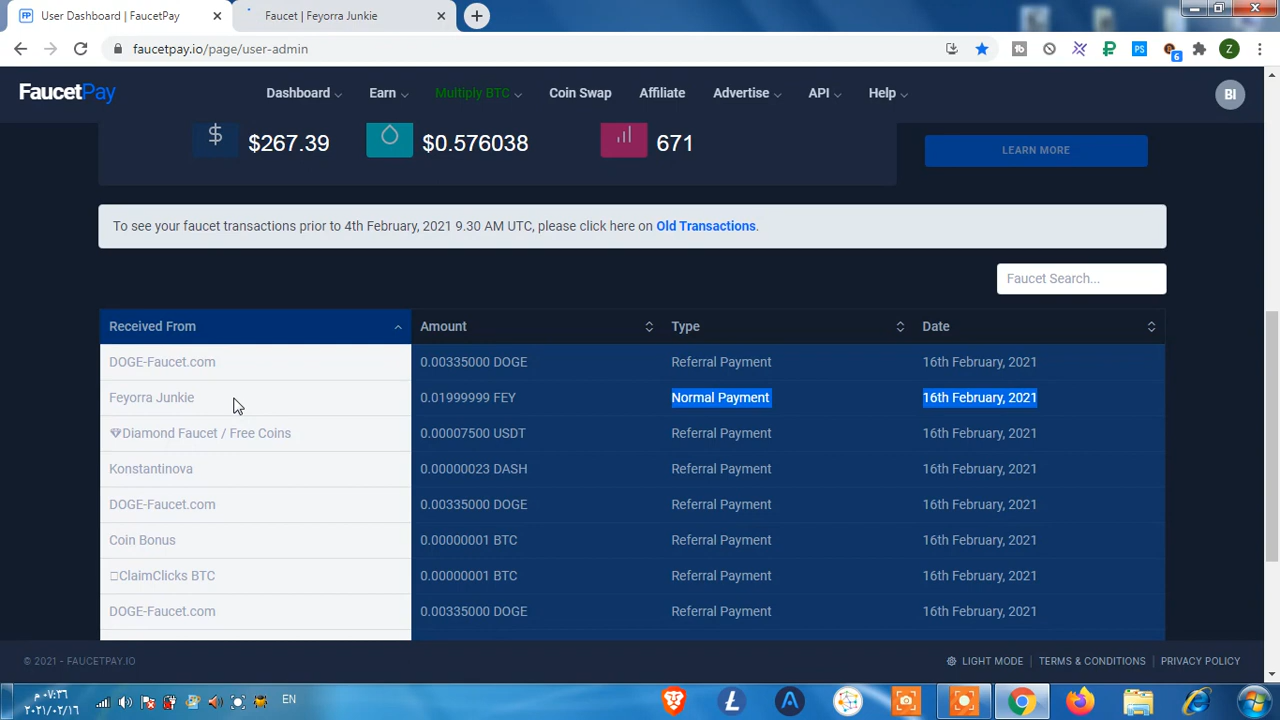 User Dashboard | FaucetPay
Faucet | Feyorra Junkie
faucetpay.io/page/user-admin
6
Z
FaucetPay
Dashboard
Earn
Multiply BTC
Coin Swap
Affiliate
Advertise
API
Help
BI
$267.39
$0.576038
671
LEARN MORE
To see your faucet transactions prior to 4th February, 2021 9.30 AM UTC, please click here on Old Transactions.
Faucet Search...
Received From Amount Type Date
DOGE-Faucet.com 0.00335000 DOGE Referral Payment 16th February, 2021
Feyorra Junkie 0.01999999 FEY Normal Payment 16th February, 2021
Diamond Faucet / Free Coins 0.00007500 USDT Referral Payment 16th February, 2021
Konstantinova 0.00000023 DASH Referral Payment 16th February, 2021
DOGE-Faucet.com 0.00335000 DOGE Referral Payment 16th February, 2021
Coin Bonus 0.00000001 BTC Referral Payment 16th February, 2021
ClaimClicks BTC 0.00000001 BTC Referral Payment 16th February, 2021
DOGE-Faucet.com 0.00335000 DOGE Referral Payment 16th February, 2021
© 2021 - FAUCETPAY.IO
LIGHT MODE | TERMS & CONDITIONS | PRIVACY POLICY
٠٧:٣٦ م
٢٠٢١/٠٢/١٦
EN